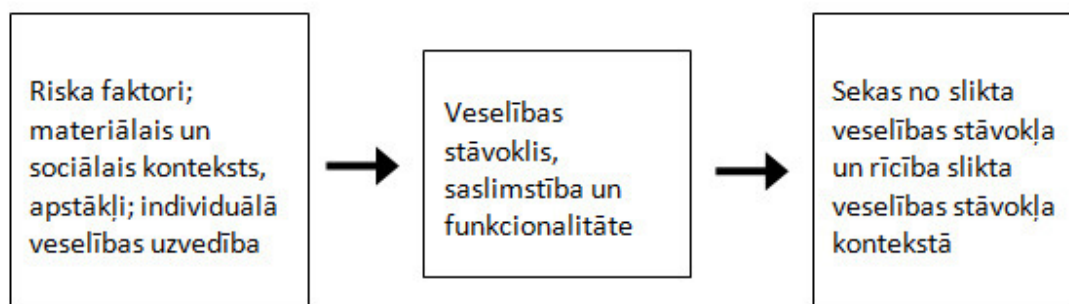 Riska faktori;
materiālais un
sociālais konteksts,
apstākļi; individuālā
veselības uzvedība
Veselības
stāvoklis,
saslimstība un
funkcionalitāte
Sekas no slikta
veselības stāvokļa
un rīcība slikta
veselības stāvokļa
kontekstā